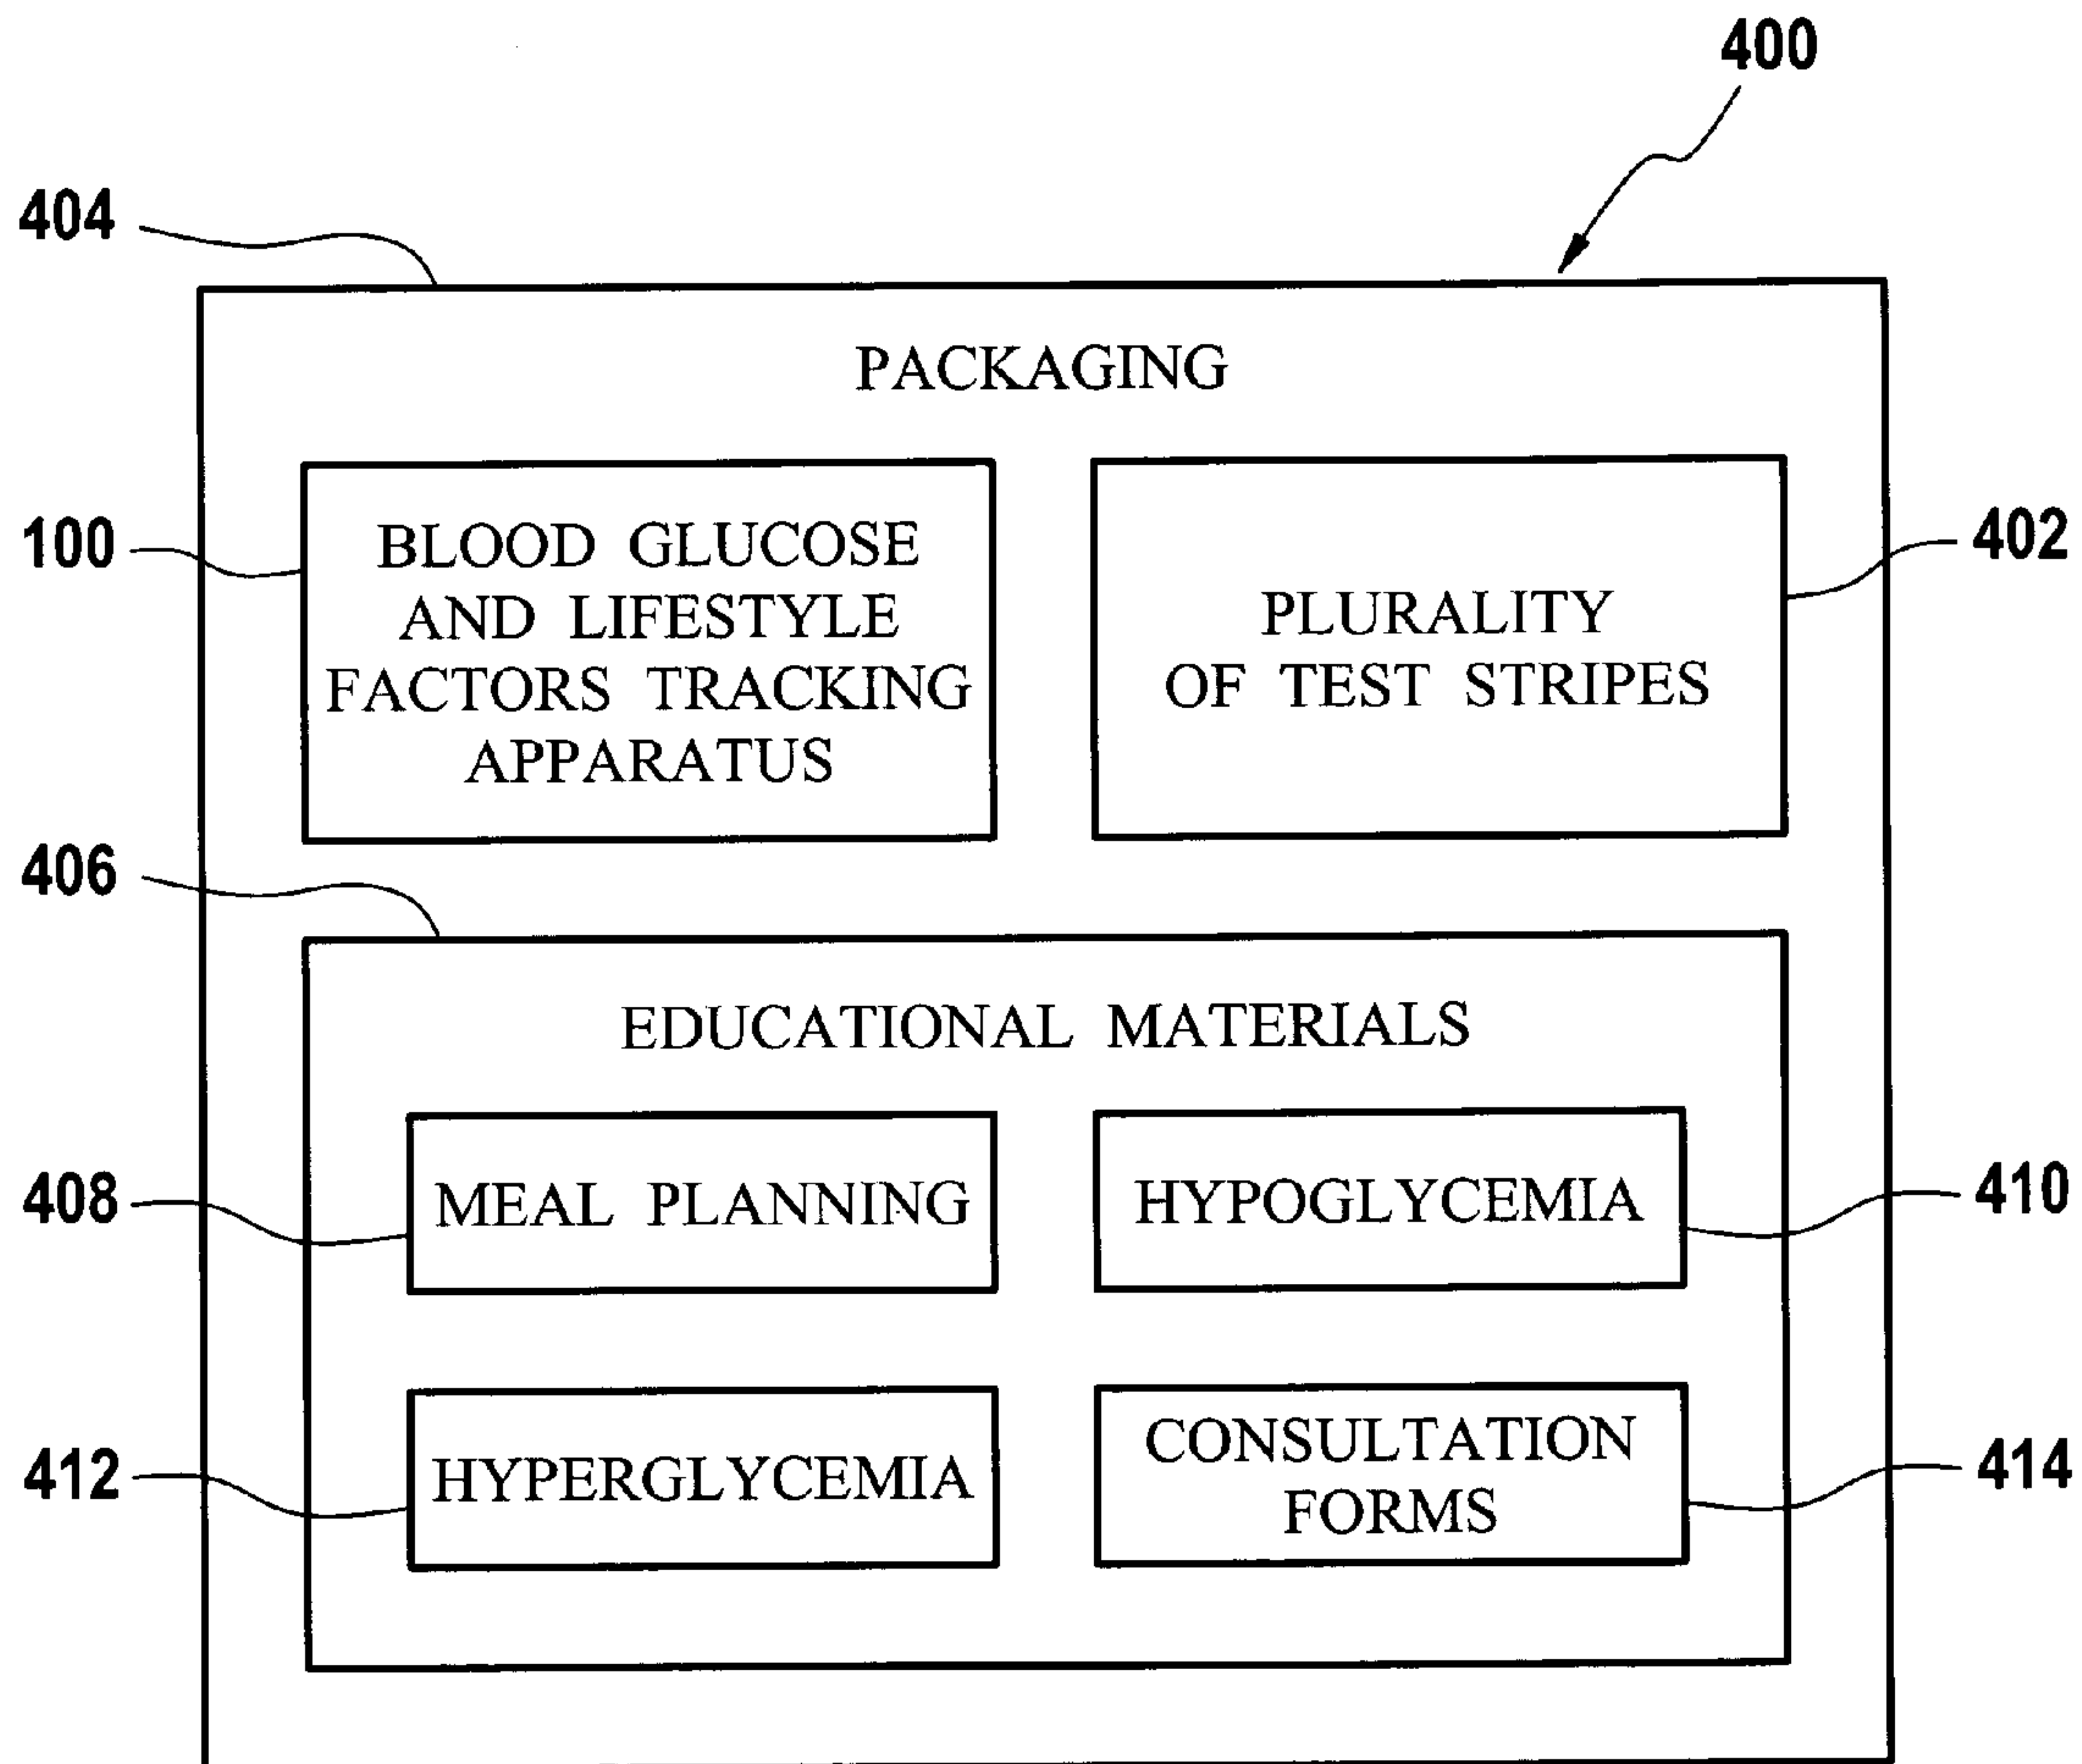 400
404
PACKAGING
100
BLOOD GLUCOSE
AND LIFESTYLE
FACTORS TRACKING
APPARATUS
PLURALITY
OF TEST STRIPES
402
406
EDUCATIONAL MATERIALS
408
MEAL PLANNING
HYPOGLYCEMIA
410
412
HYPERGLYCEMIA
CONSULTATION
FORMS
414